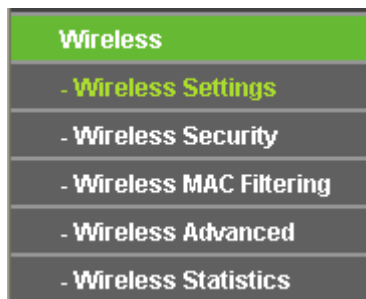 Wireless
- Wireless Settings
- Wireless Security
- Wireless MAC Filtering
- Wireless Advanced
- Wireless Statistics